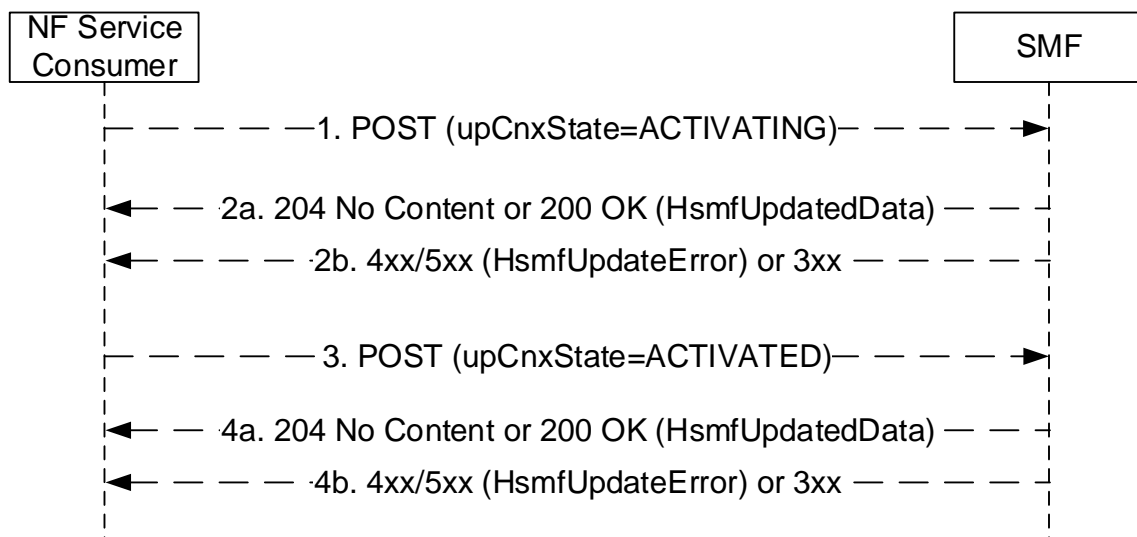 NF Service
Consumer
SMF
1. POST (upCnxState=ACTIVATING)
2a. 204 No Content or 200 OK (HsmfUpdatedData)
2b. 4xx/5xx (HsmfUpdateError) or 3xx
3. POST (upCnxState=ACTIVATED)
4a. 204 No Content or 200 OK (HsmfUpdatedData)
4b. 4xx/5xx (HsmfUpdateError) or 3xx